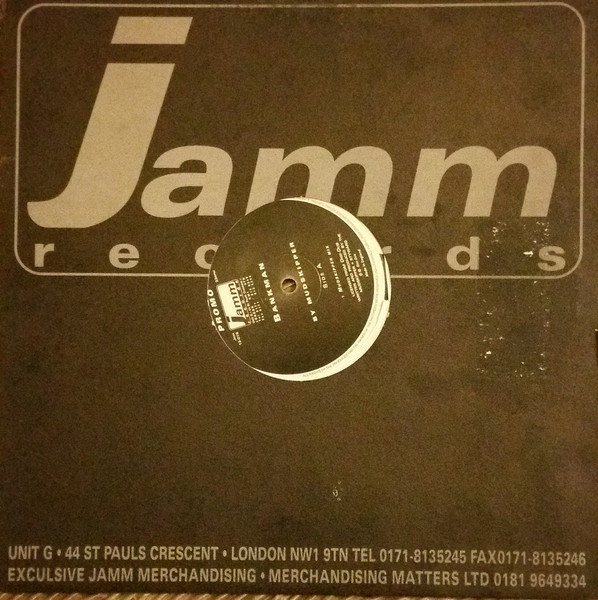 jamm
records
PROMO
jamm
BANKMAN
BY MUDSKIPPER
SIDE A
UNIT G • 44 ST PAULS CRESCENT • LONDON NW1 9TN TEL 0171-8135245 FAX0171-8135246
EXCULSIVE JAMM MERCHANDISING • MERCHANDISING MATTERS LTD 0181 9649334